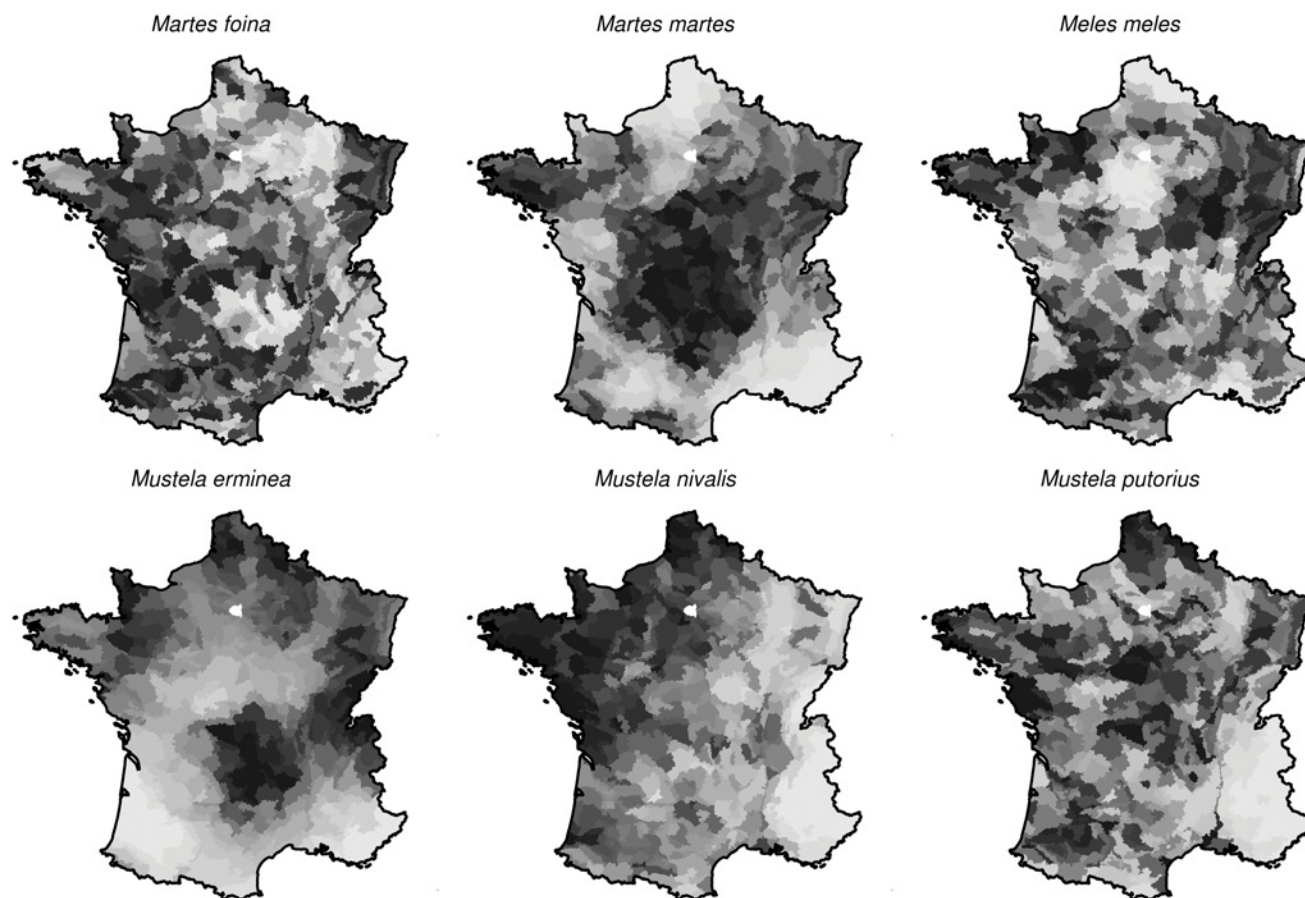 Martes foina
Martes martes
Meles meles
Mustela erminea
Mustela nivalis
Mustela putorius